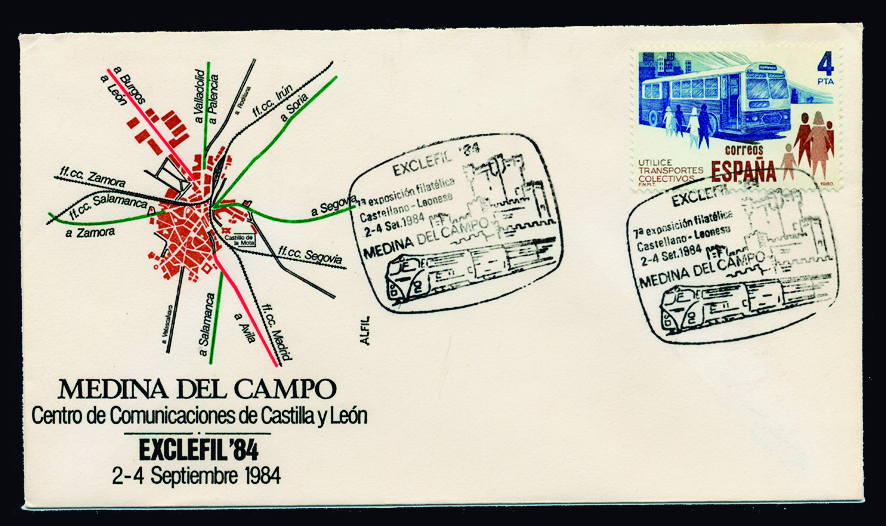 a Burgos
a León
a Valladolid
a Palencia
ff.cc. Irún
a Soria
ff.cc. Zamora
ff.cc. Salamanca
a Zamora
a Segovia
Castillo de
la Mota
ff.cc. Segovia
a Salamanca
a Avila
ff.cc. Madrid
ALFIL
MEDINA DEL CAMPO
Centro de Comunicaciones de Castilla y León
EXCLEFIL '84
2-4 Septiembre 1984
EXCLEFIL '84
7ª exposición filatélica
Castellano-Leonesa
2-4 Set.1984
MEDINA DEL CAMPO
4
PTA
correos
ESPAÑA
UTILICE
TRANSPORTES
COLECTIVOS
F.N.M.T.
1980
EXCLEFIL
7ª exposición filatélica
Castellano-Leonesa
2-4 Set.1984
MEDINA DEL CAMPO